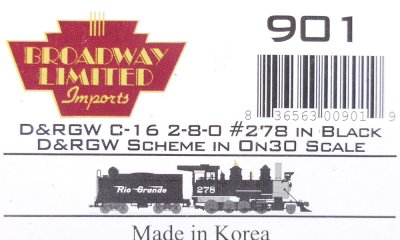 BROADWAY
LIMITED
Imports
901
8 36563 00901 9
D&RGW C-16 2-8-0 #278 IN BLACK
D&RGW SCHEME IN ON30 SCALE
Rio Grande
278
Made in Korea